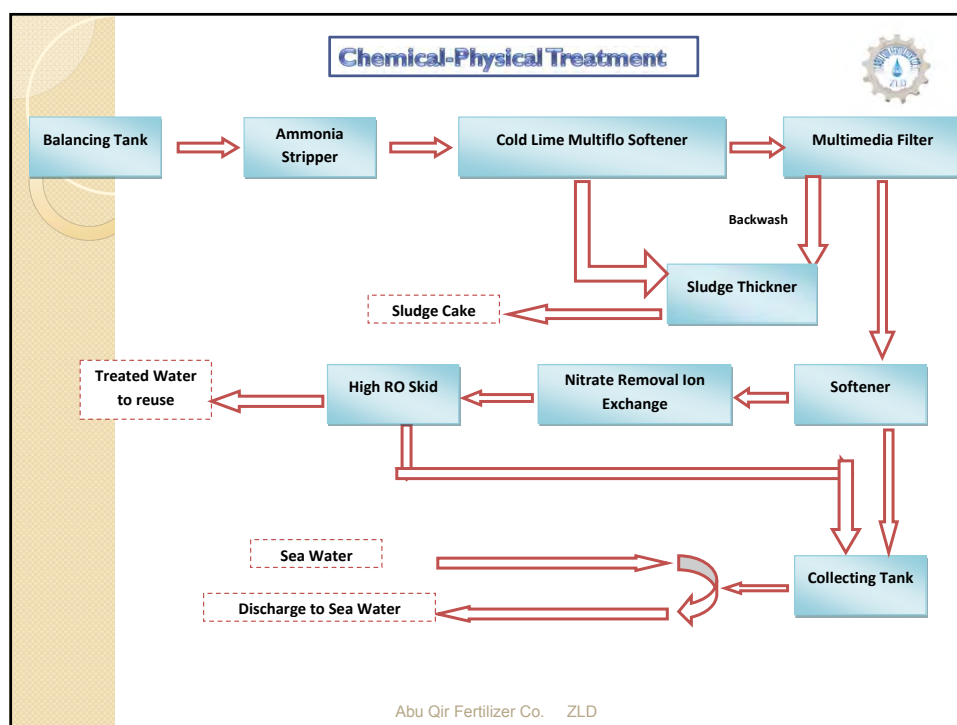 Chemical-Physical Treatment
ZLD
Balancing Tank
Ammonia
Stripper
Cold Lime Multiflo Softener
Multimedia Filter
Backwash
Sludge Thickner
Sludge Cake
Treated Water
to reuse
High RO Skid
Nitrate Removal Ion
Exchange
Softener
Sea Water
Collecting Tank
Discharge to Sea Water
Abu Qir Fertilizer Co. ZLD